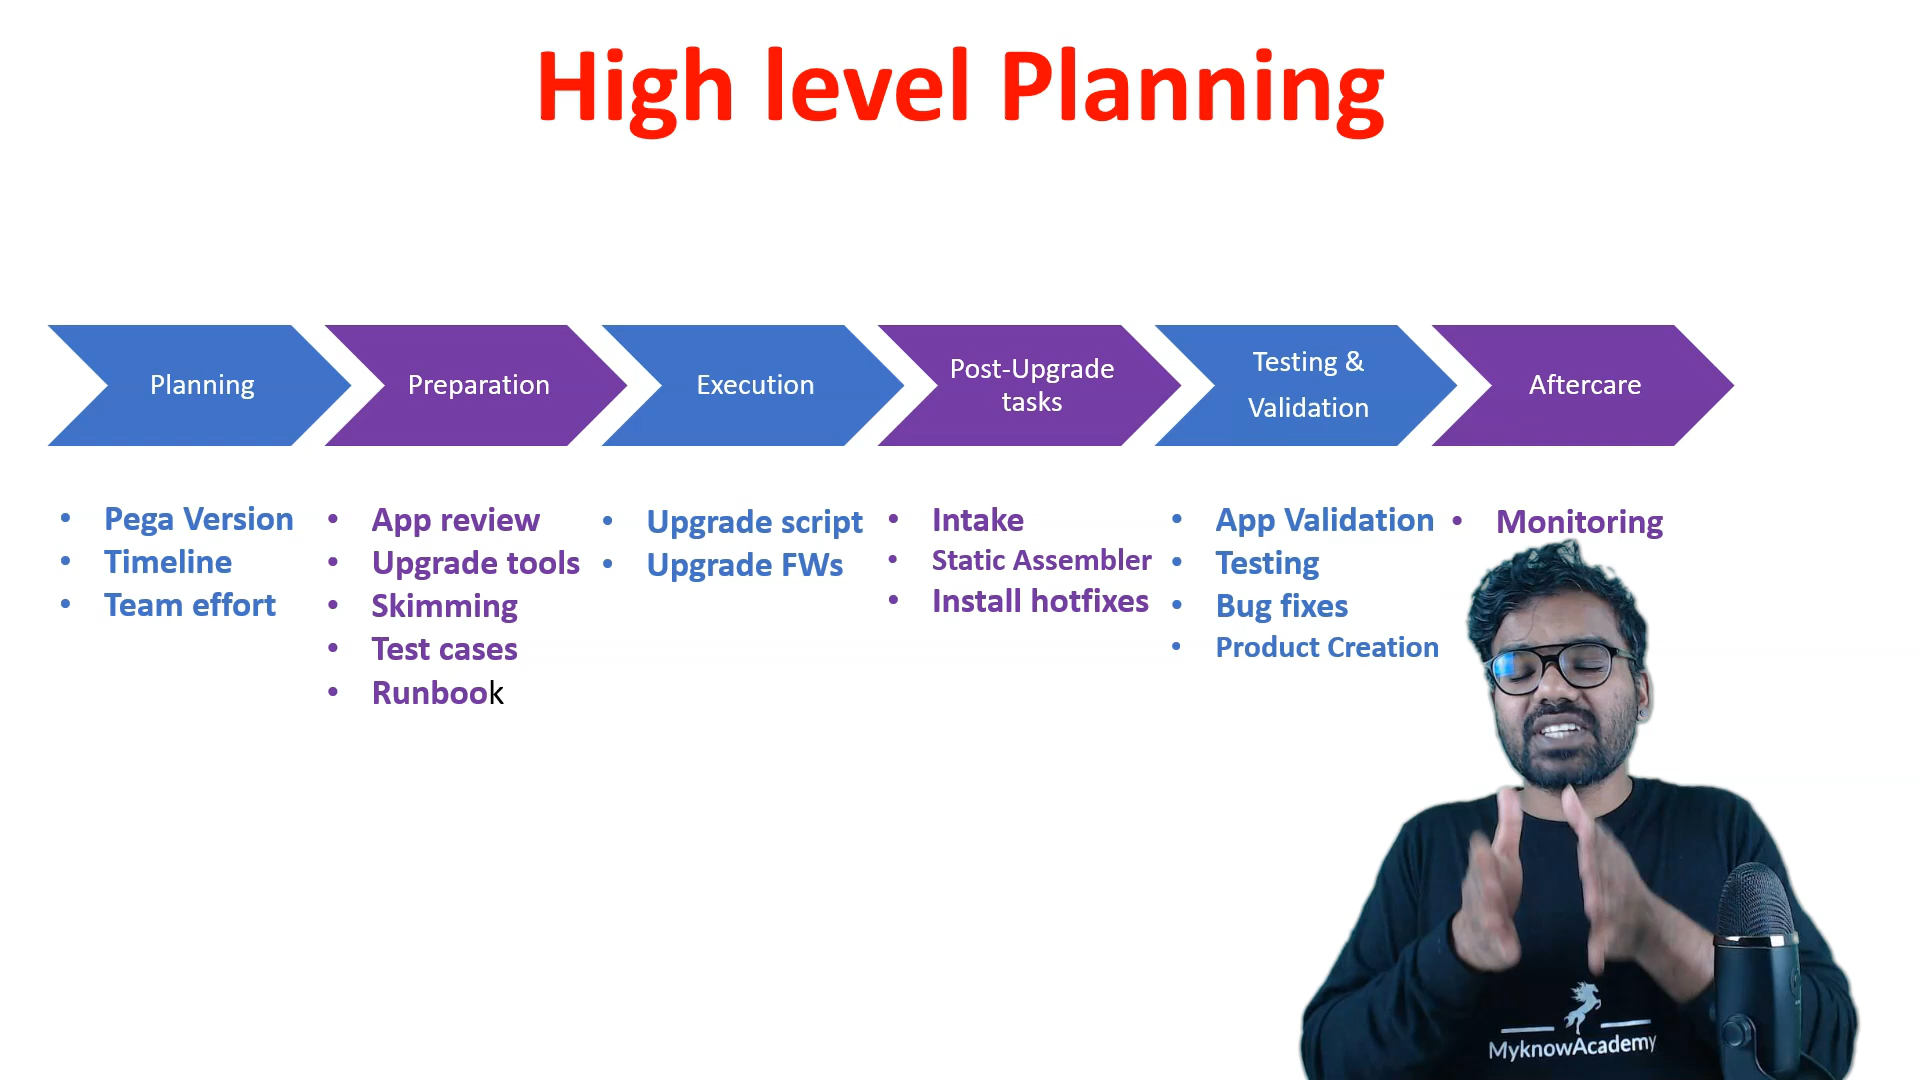 High level Planning
Planning
Preparation
Execution
Post-Upgrade
tasks
Testing &
Validation
Aftercare
• Pega Version
• Timeline
• Team effort
• App review
• Upgrade tools
• Skimming
• Test cases
• Runbook
• Upgrade script
• Upgrade FWs
• Intake
• Static Assembler
• Install hotfixes
• App Validation
• Testing
• Bug fixes
• Product Creation
• Monitoring
MyknowAcademy